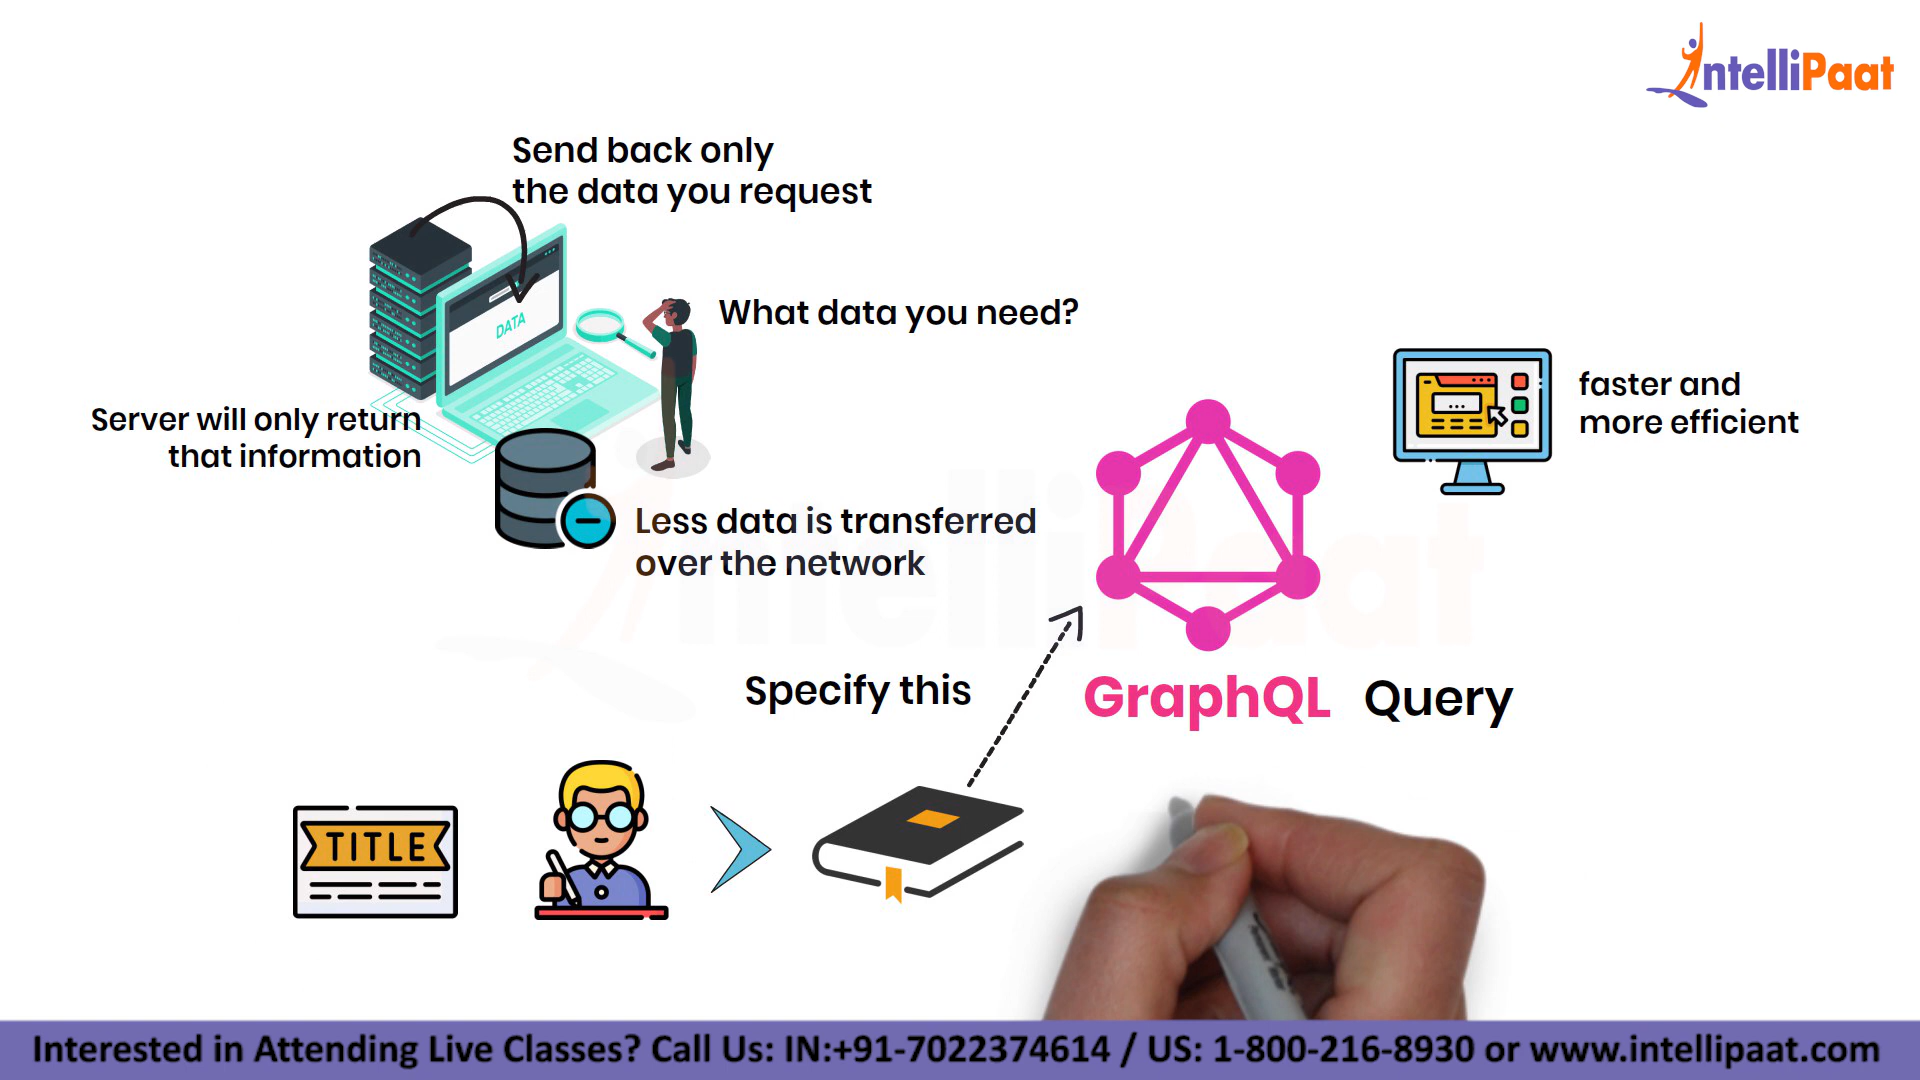 IntelliPaat
Send back only
the data you request
DATA
What data you need?
Server will only return
that information
faster and
more efficient
Less data is transferred
over the network
Specify this
GraphQL Query
TITLE
Interested in Attending Live Classes? Call Us: IN:+91-7022374614 / US: 1-800-216-8930 or www.intellipaat.com